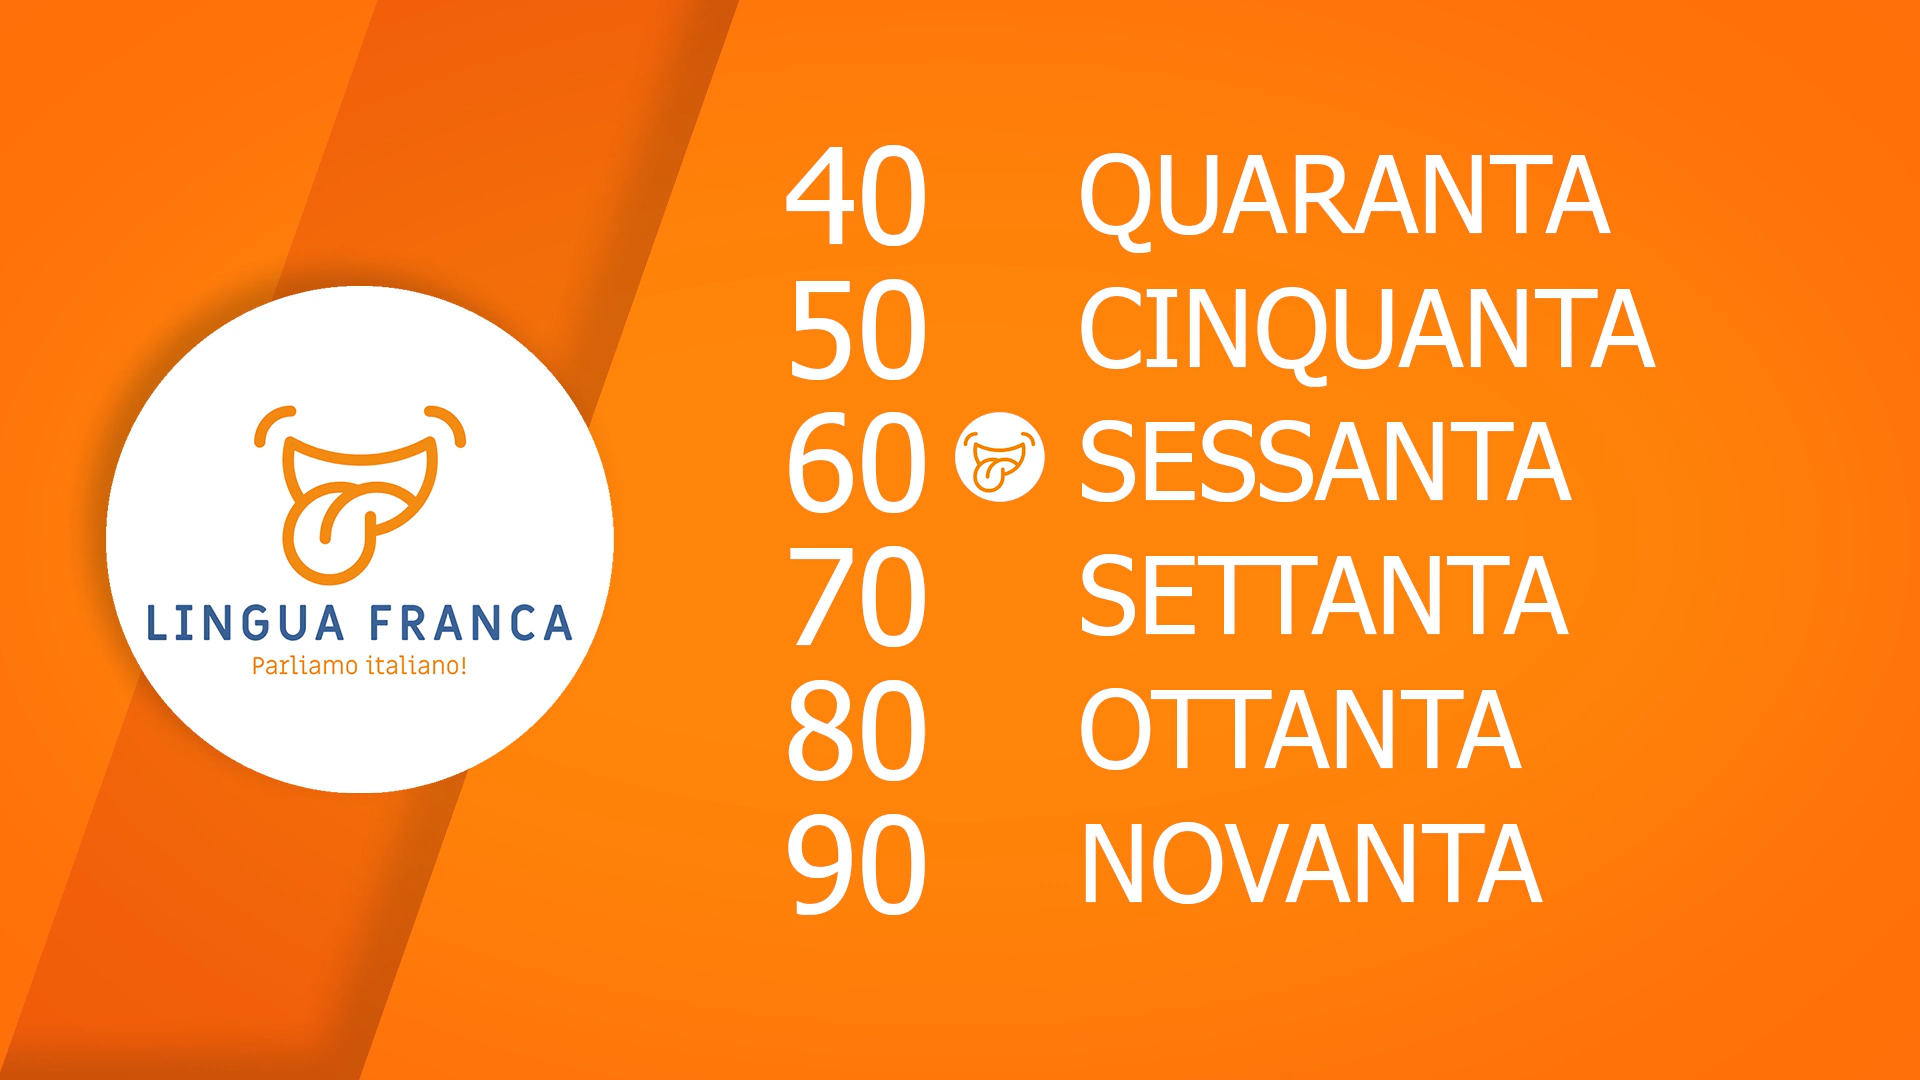 LINGUA FRANCA
Parliamo italiano!
40 QUARANTA
50 CINQUANTA
60 SESSANTA
70 SETTANTA
80 OTTANTA
90 NOVANTA